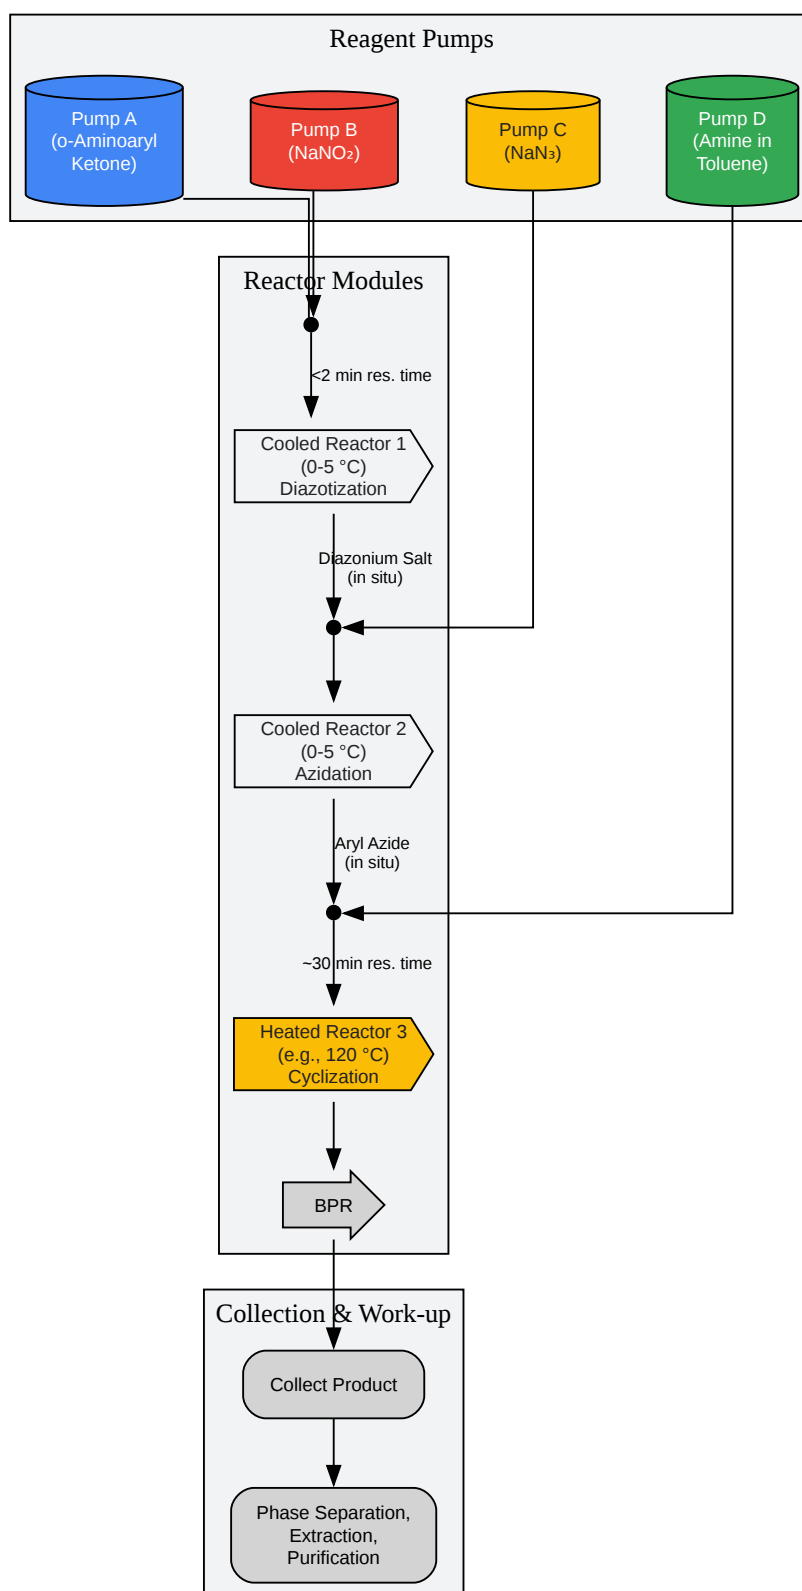 Reagent Pumps
Pump A
(o-Aminoaryl
Ketone)
Pump B
(NaNO₂)
Pump C
(NaN₃)
Pump D
(Amine in
Toluene)
Reactor Modules
<2 min res. time
Cooled Reactor 1
(0-5 °C)
Diazotization
Diazonium Salt
(in situ)
Cooled Reactor 2
(0-5 °C)
Azidation
Aryl Azide
(in situ)
~30 min res. time
Heated Reactor 3
(e.g., 120 °C)
Cyclization
BPR
Collection & Work-up
Collect Product
Phase Separation,
Extraction,
Purification